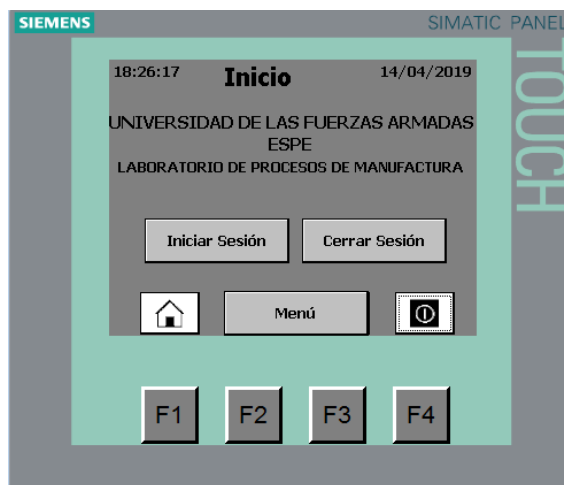 SIEMENS
SIMATIC PANEL
TOUCH
18:26:17
Inicio
14/04/2019
UNIVERSIDAD DE LAS FUERZAS ARMADAS
ESPE
LABORATORIO DE PROCESOS DE MANUFACTURA
Iniciar Sesión
Cerrar Sesión
Menú
F1
F2
F3
F4